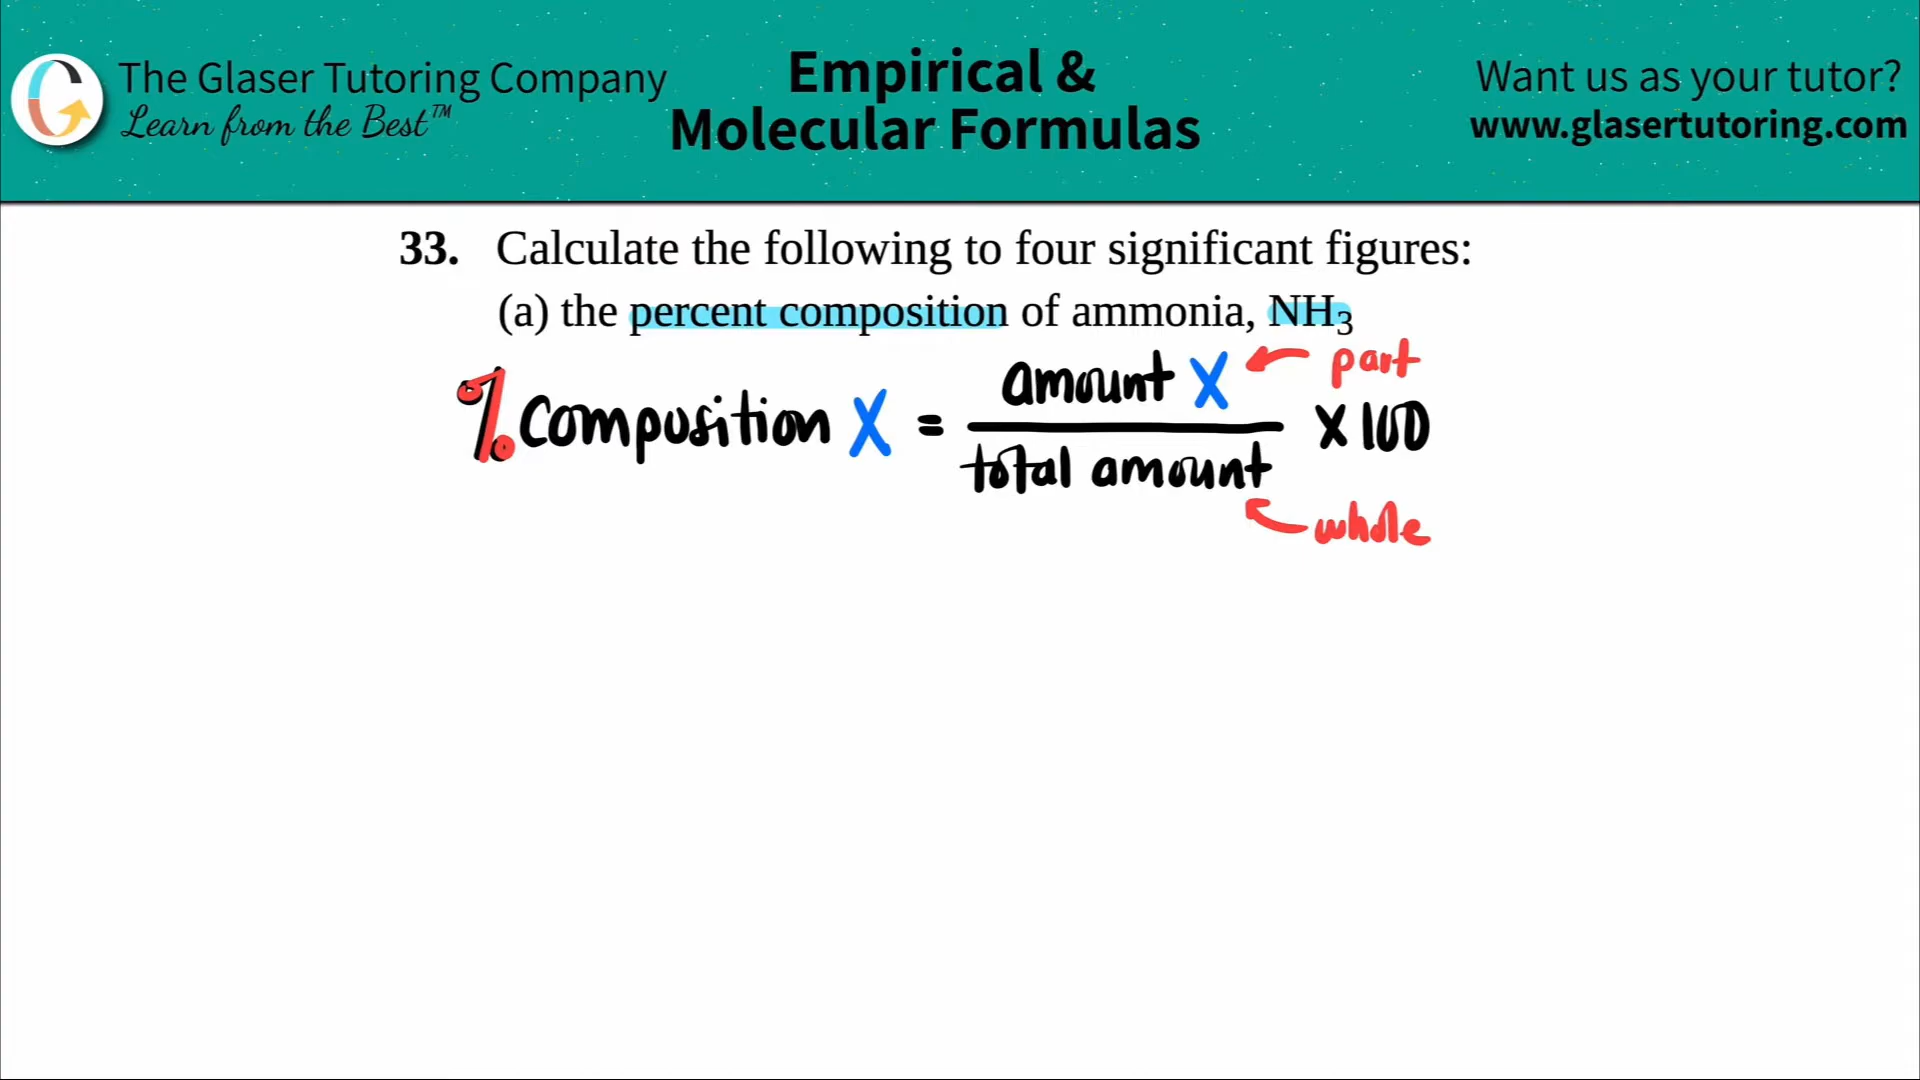 The Glaser Tutoring Company
Learn from the Best™
Empirical &
Molecular Formulas
Want us as your tutor?
www.glasertutoring.com
33. Calculate the following to four significant figures:
(a) the percent composition of ammonia, NH₃
% Composition X = amount X / total amount × 100
part
whole